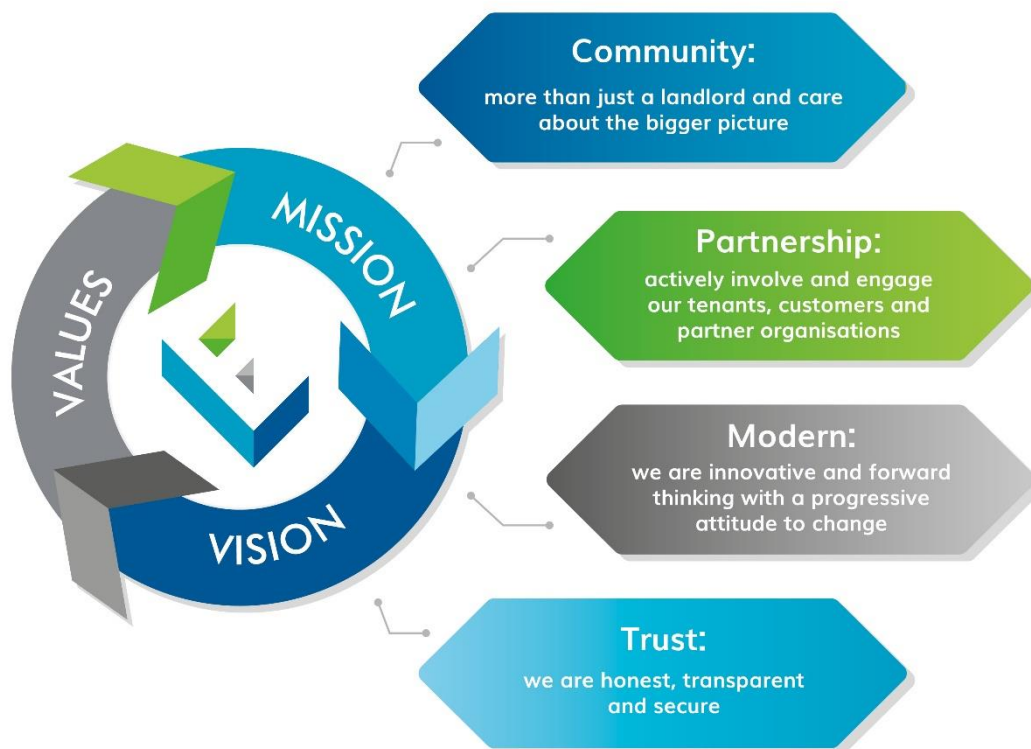 Community:
more than just a landlord and care
about the bigger picture
MISSION
VALUES
VISION
Partnership:
actively involve and engage
our tenants, customers and
partner organisations
Modern:
we are innovative and forward
thinking with a progressive
attitude to change
Trust:
we are honest, transparent
and secure